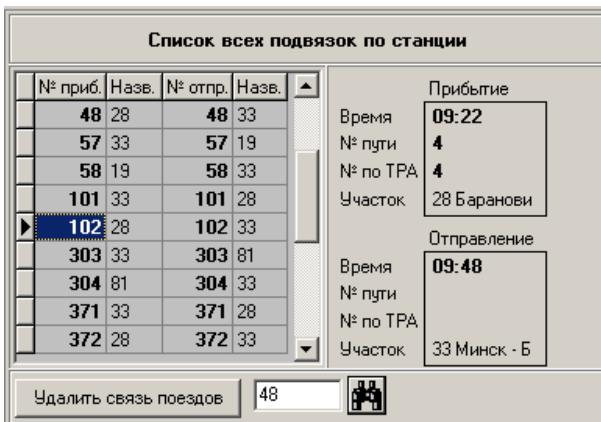 Список всех подвязок по станции
№ приб. Назв. № отпр. Назв.
48 28 48 33
57 33 57 19
58 19 58 33
101 33 101 28
102 28 102 33
303 33 303 81
304 81 304 33
371 33 371 28
372 28 372 33
Прибытие
Время 09:22
№ пути 4
№ по ТРА 4
Участок 28 Баранови
Отправление
Время 09:48
№ пути
№ по ТРА
Участок 33 Минск - Б
Удалить связь поездов 48